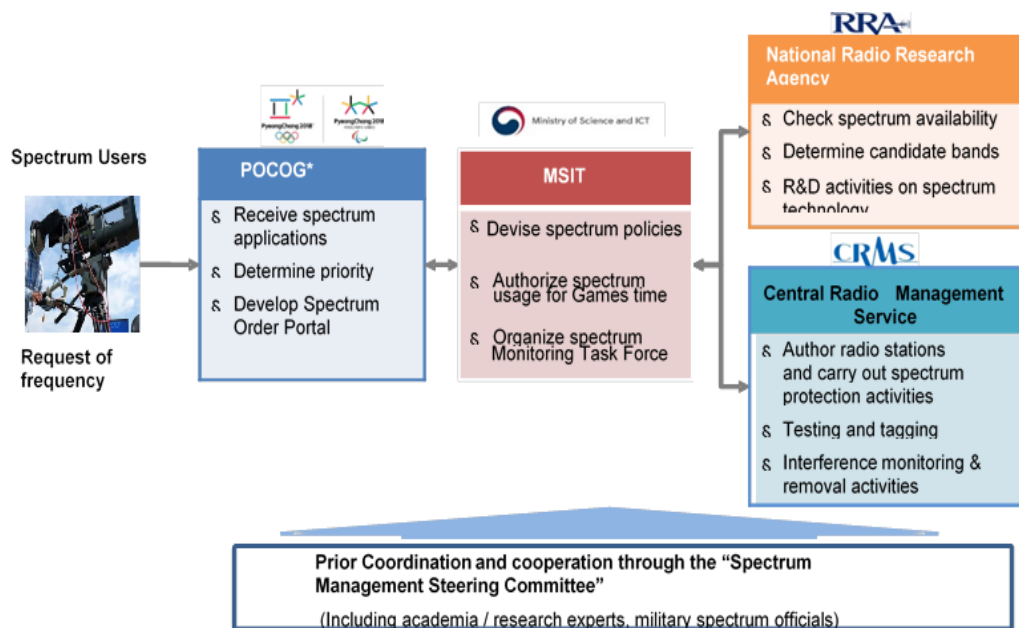 RRA
National Radio Research
Agency
& Check spectrum availability
& Determine candidate bands
& R&D activities on spectrum
technology
PyeongChang 2018
PyeongChang 2018
Ministry of Science and ICT
Spectrum Users
Request of
frequency
POCOG*
& Receive spectrum
applications
& Determine priority
& Develop Spectrum
Order Portal
MSIT
& Devise spectrum policies
& Authorize spectrum
usage for Games time
& Organize spectrum
Monitoring Task Force
CRMS
Central Radio Management
Service
& Author radio stations
and carry out spectrum
protection activities
& Testing and tagging
& Interference monitoring &
removal activities
Prior Coordination and cooperation through the “Spectrum
Management Steering Committee”
(Including academia / research experts, military spectrum officials)